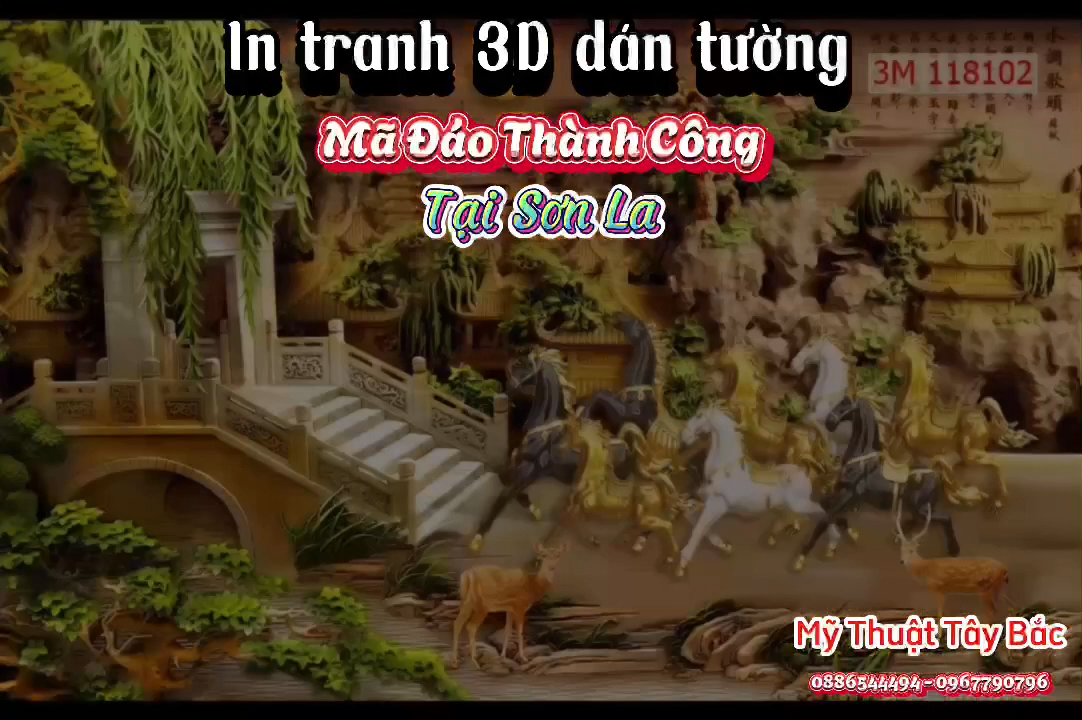 In tranh 3D dán tường
3M 118102
Mã Đáo Thành Công
Tại Sơn La
Mỹ Thuật Tây Bắc
0886544494 - 0967790796